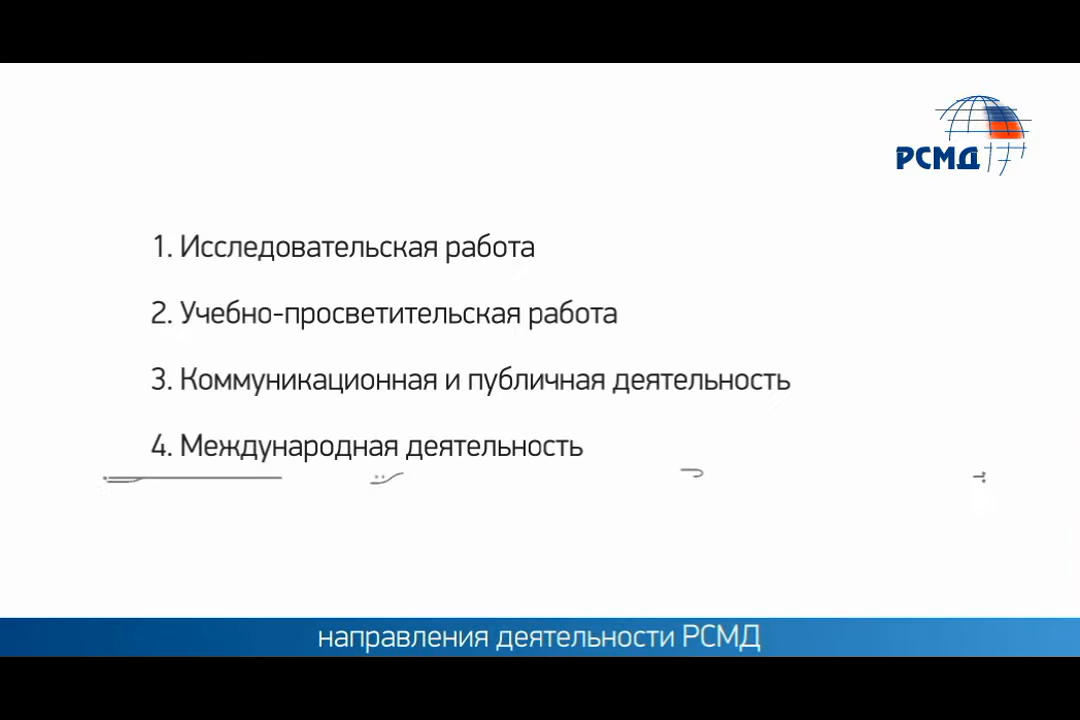 РСМД
1. Исследовательская работа
2. Учебно-просветительская работа
3. Коммуникационная и публичная деятельность
4. Международная деятельность
направления деятельности РСМД